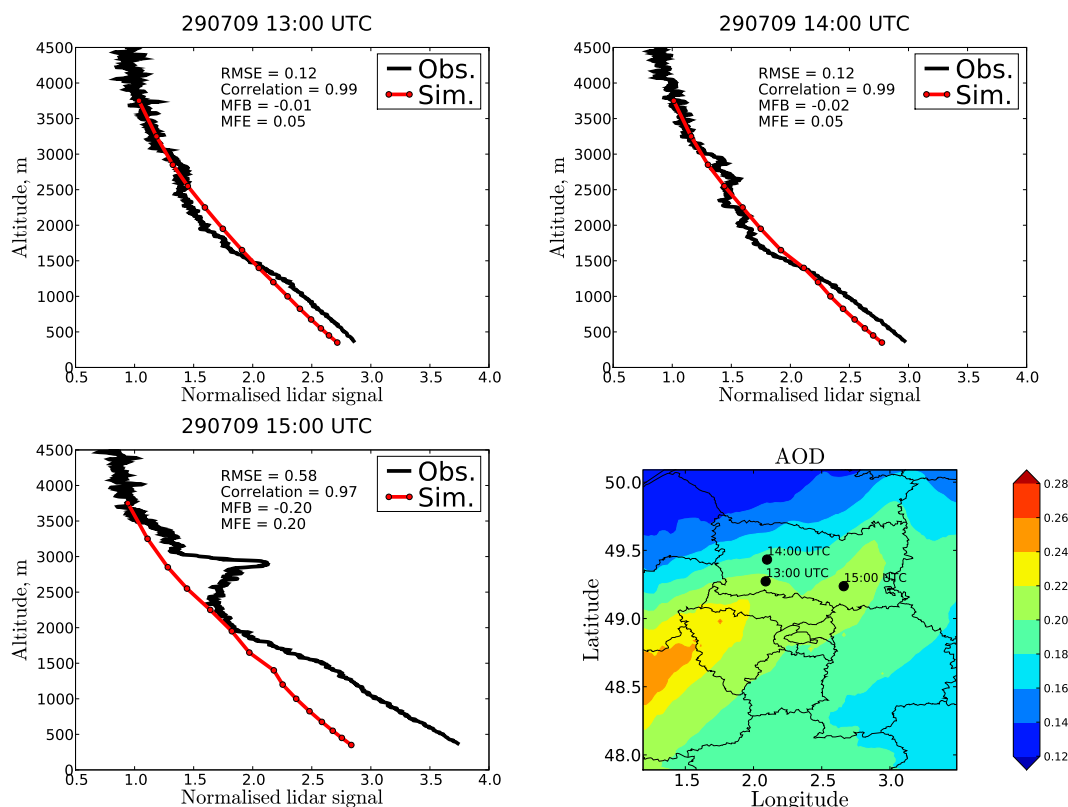 290709 13:00 UTC
4500
4000
3500
3000
2500
2000
1500
1000
500
0
Altitude, m
RMSE = 0.12
Correlation = 0.99
MFB = -0.01
MFE = 0.05
Obs.
Sim.
0.5 1.0 1.5 2.0 2.5 3.0 3.5 4.0
Normalised lidar signal
290709 14:00 UTC
4500
4000
3500
3000
2500
2000
1500
1000
500
0
Altitude, m
RMSE = 0.12
Correlation = 0.99
MFB = -0.02
MFE = 0.05
Obs.
Sim.
0.5 1.0 1.5 2.0 2.5 3.0 3.5 4.0
Normalised lidar signal
290709 15:00 UTC
4500
4000
3500
3000
2500
2000
1500
1000
500
0
Altitude, m
RMSE = 0.58
Correlation = 0.97
MFB = -0.20
MFE = 0.20
Obs.
Sim.
0.5 1.0 1.5 2.0 2.5 3.0 3.5 4.0
Normalised lidar signal
AOD
50.0
49.5
49.0
48.5
48.0
Latitude
14:00 UTC
13:00 UTC
15:00 UTC
1.5 2.0 2.5 3.0
Longitude
0.28
0.26
0.24
0.22
0.20
0.18
0.16
0.14
0.12